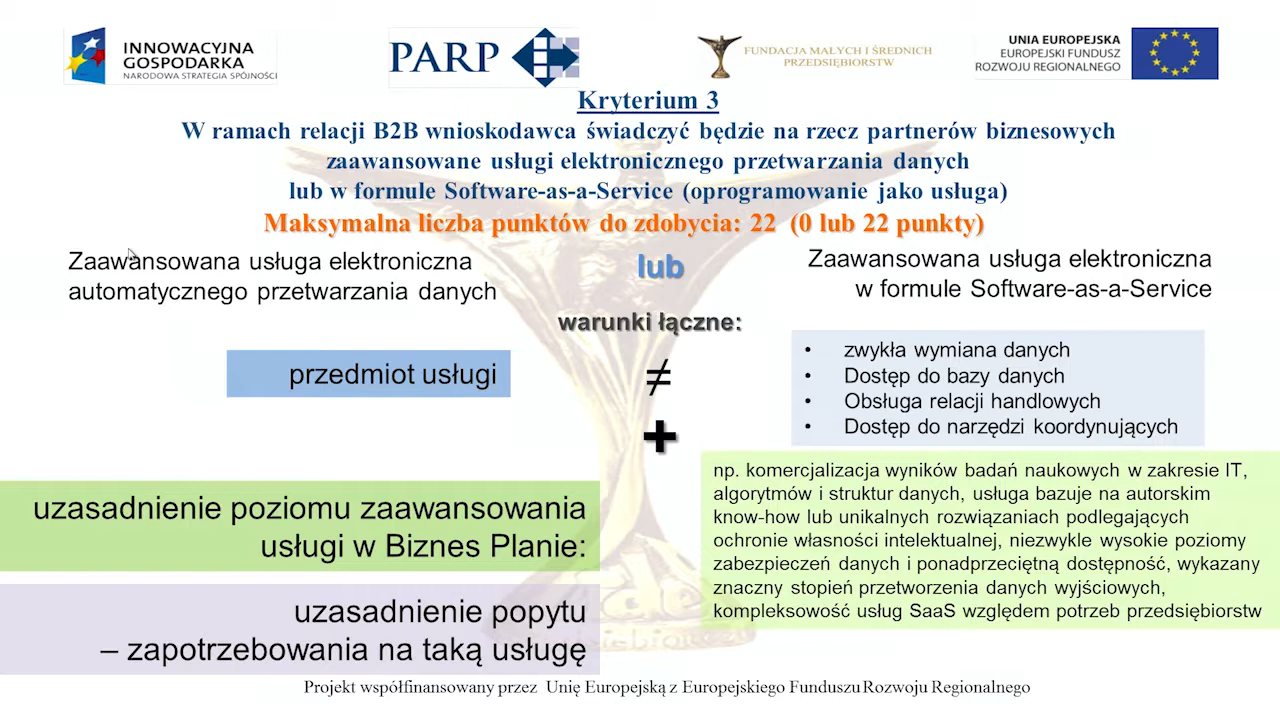 INNOWACYJNA
GOSPODARKA
NARODOWA STRATEGIA SPÓJNOŚCI
PARP
FUNDACJA MAŁYCH I ŚREDNICH
PRZEDSIĘBIORSTW
UNIA EUROPEJSKA
EUROPEJSKI FUNDUSZ
ROZWOJU REGIONALNEGO
Kryterium 3
W ramach relacji B2B wnioskodawca świadczyć będzie na rzecz partnerów biznesowych
zaawansowane usługi elektronicznego przetwarzania danych
lub w formule Software-as-a-Service (oprogramowanie jako usługa)
Maksymalna liczba punktów do zdobycia: 22 (0 lub 22 punkty)
Zaawansowana usługa elektroniczna
automatycznego przetwarzania danych
lub
Zaawansowana usługa elektroniczna
w formule Software-as-a-Service
warunki łączne:
przedmiot usługi
≠
• zwykła wymiana danych
• Dostęp do bazy danych
• Obsługa relacji handlowych
• Dostęp do narzędzi koordynujących
+
uzasadnienie poziomu zaawansowania
usługi w Biznes Planie:
np. komercjalizacja wyników badań naukowych w zakresie IT,
algorytmów i struktur danych, usługa bazuje na autorskim
know-how lub unikalnych rozwiązaniach podlegających
ochronie własności intelektualnej, niezwykle wysokie poziomy
zabezpieczeń danych i ponadprzeciętną dostępność, wykazany
znaczny stopień przetworzenia danych wyjściowych,
kompleksowość usług SaaS względem potrzeb przedsiębiorstw
uzasadnienie popytu
– zapotrzebowania na taką usługę
Projekt współfinansowany przez Unię Europejską z Europejskiego Funduszu Rozwoju Regionalnego